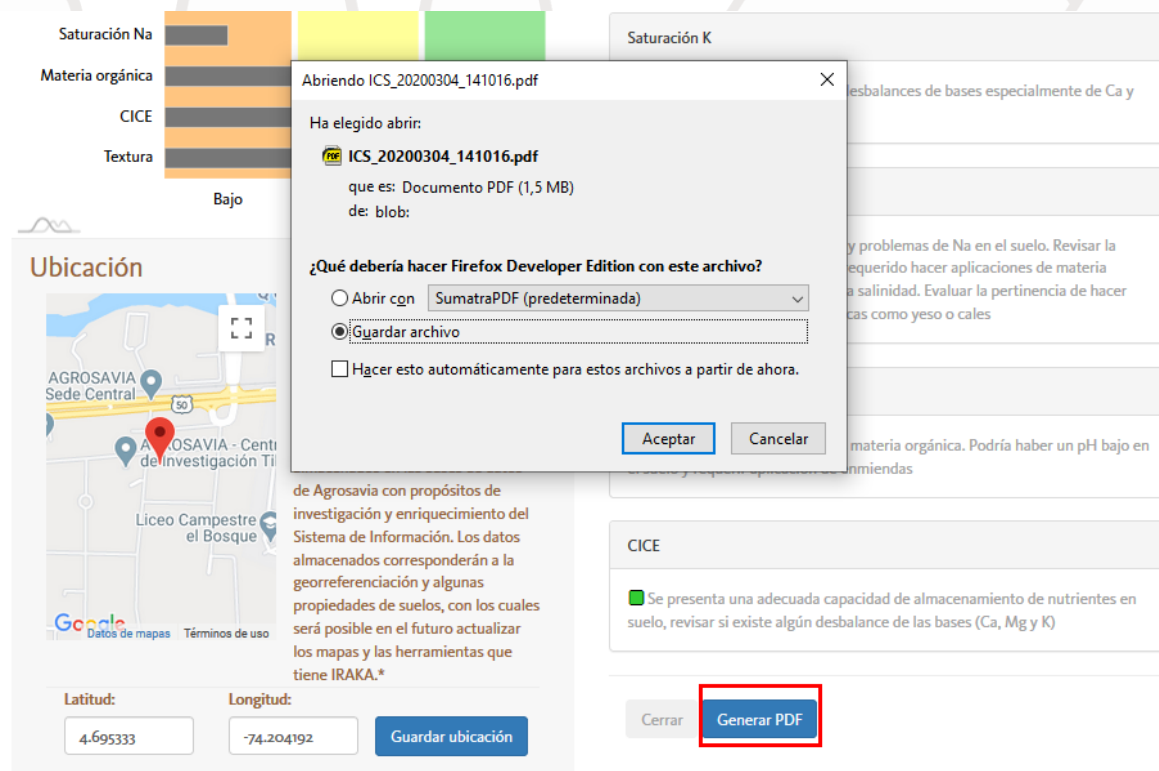 Saturación Na
Materia orgánica
CICE
Textura
Bajo
Ubicación
AGROSAVIA
Sede Central
50
R
AGROSAVIA - Centr
de Investigación Ti
Liceo Campestre
el Bosque
Google
Datos de mapas Términos de uso
de Agrosavia con propósitos de
investigación y enriquecimiento del
Sistema de Información. Los datos
almacenados corresponderán a la
georreferenciación y algunas
propiedades de suelos, con los cuales
será posible en el futuro actualizar
los mapas y las herramientas que
tiene IRAKA.*
Latitud: Longitud:
4.695333 -74.204192 Guardar ubicación
Abriendo ICS_20200304_141016.pdf
Ha elegido abrir:
PDF ICS_20200304_141016.pdf
que es: Documento PDF (1,5 MB)
de: blob:
¿Qué debería hacer Firefox Developer Edition con este archivo?
Abrir con SumatraPDF (predeterminada)
Guardar archivo
Hacer esto automáticamente para estos archivos a partir de ahora.
Aceptar Cancelar
Saturación K
desbalances de bases especialmente de Ca y
y problemas de Na en el suelo. Revisar la
equerido hacer aplicaciones de materia
a salinidad. Evaluar la pertinencia de hacer
cas como yeso o cales
materia orgánica. Podría haber un pH bajo en
enmiendas
CICE
Se presenta una adecuada capacidad de almacenamiento de nutrientes en
suelo, revisar si existe algún desbalance de las bases (Ca, Mg y K)
Cerrar Generar PDF